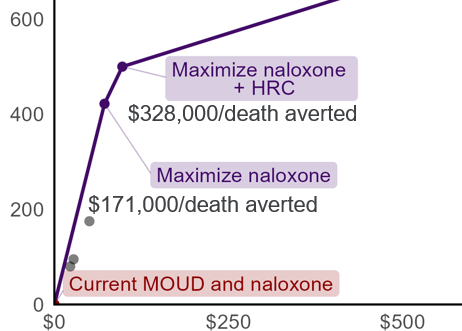 600
Maximize naloxone
+ HRC
$328,000/death averted
400
Maximize naloxone
$171,000/death averted
200
Current MOUD and naloxone
0
$0 $250 $500